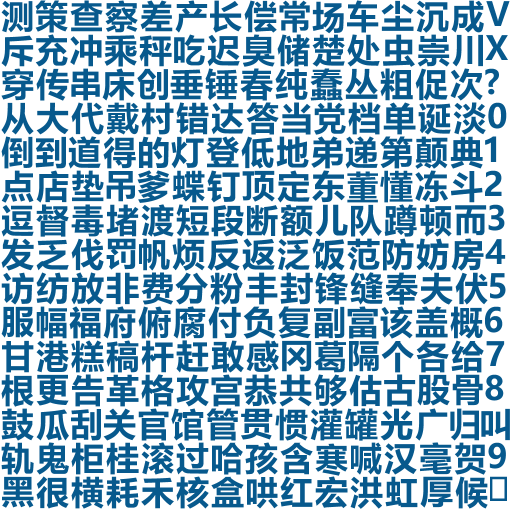 测策查察差产长偿常场车尘沉成V
斥充冲乘秤吃迟臭储楚处虫崇川X
穿传串床创垂锤春纯蠢丛粗促次?
从大代戴村错达答当党档单诞淡0
倒到道得的灯登低地弟递第颠典1
点店垫吊爹蝶钉顶定东董懂冻斗2
逗督毒堵渡短段断额儿队蹲顿而3
发乏伐罚帆烦反返泛饭范防妨房4
访纺放非费分粉丰封锋缝奉夫伏5
服幅福府俯腐付负复副富该盖概6
甘港糕稿杆赶敢感冈葛隔个各给7
根更告革格攻宫恭共够估古股骨8
鼓瓜刮关官馆管贯惯灌罐光广归叫
轨鬼柜桂滚过哈孩含寒喊汉毫贺9
黑很横耗禾核盒哄红宏洪虹厚候